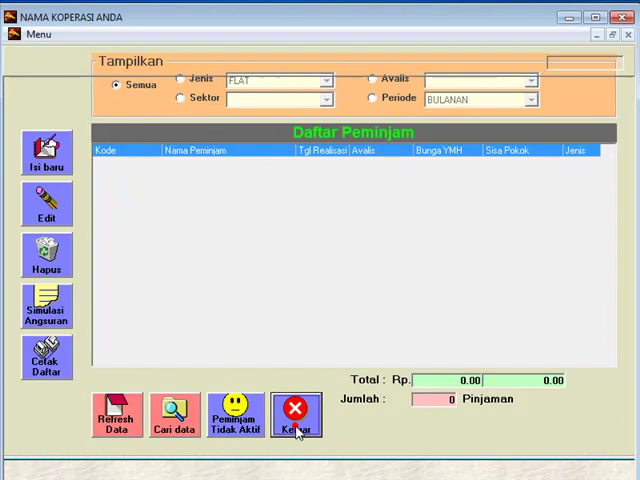 NAMA KOPERASI ANDA
Menu
Tampilkan
Semua
Jenis
FLAT
Avalis
Sektor
Periode
BULANAN
Daftar Peminjam
Kode Nama Peminjam Tgl Realisasi Avalis Bunga YMH Sisa Pokok Jenis
Isi baru
Edit
Hapus
Simulasi
Angsuran
Cetak
Daftar
Total : Rp. 0.00 0.00
Jumlah : 0 Pinjaman
Refresh
Data
Cari data
Peminjam
Tidak Aktif
Keluar